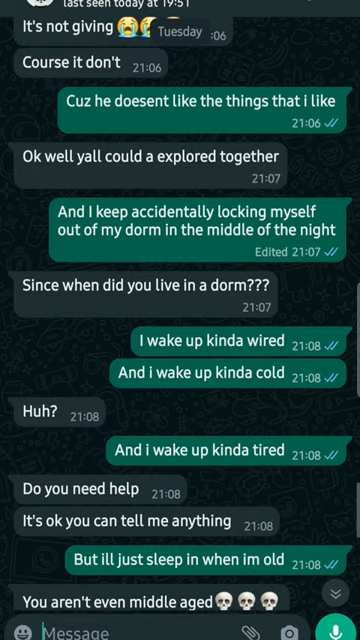 last seen today at 19:51
It's not giving 😭
Tuesday
:06
Course it don't
21:06
Cuz he doesent like the things that i like
21:06
Ok well yall could a explored together
21:07
And I keep accidentally locking myself
out of my dorm in the middle of the night
Edited 21:07
Since when did you live in a dorm???
21:07
I wake up kinda wired 21:08
And i wake up kinda cold 21:08
Huh? 21:08
And i wake up kinda tired 21:08
Do you need help 21:08
It's ok you can tell me anything 21:08
But ill just sleep in when im old 21:08
You aren't even middle aged💀💀💀
Message